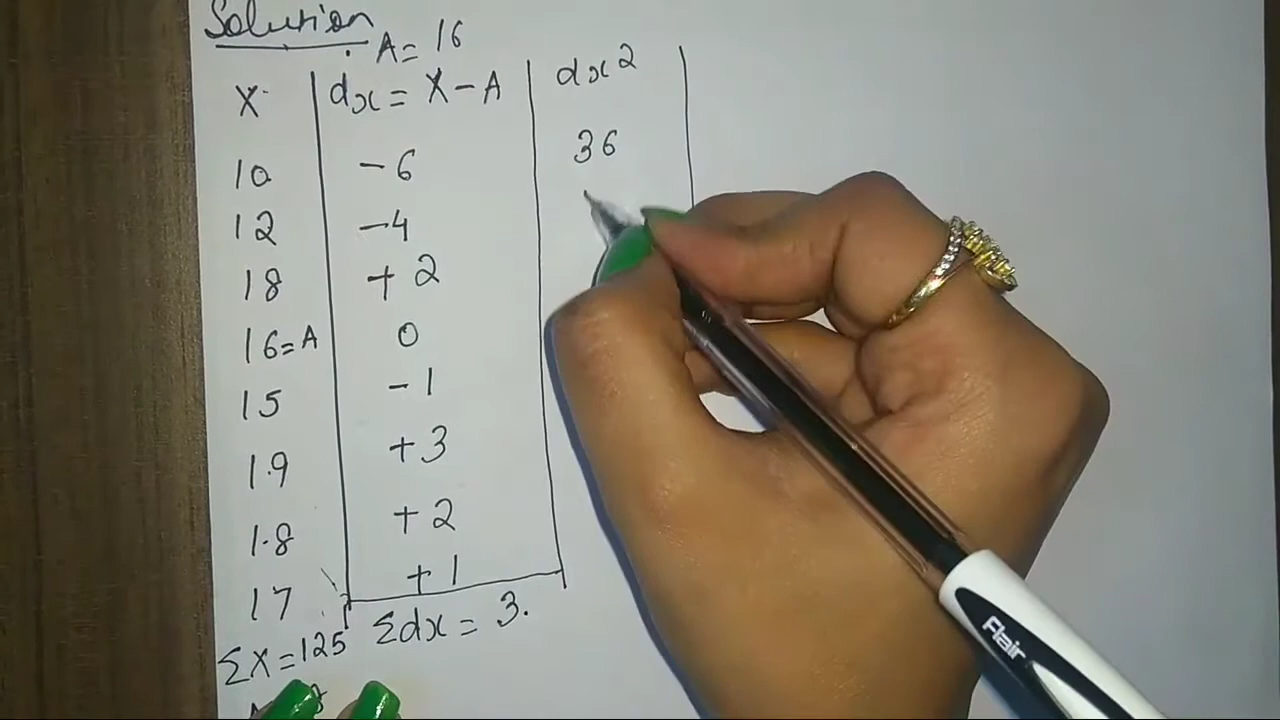 Solution
A = 16
X dx = X - A dx2
10 - 6 36
12 - 4
18 + 2
16 = A 0
15 - 1
1.9 + 3
1.8 + 2
17 + 1
ΣX = 125 Σdx = 3.
Flair